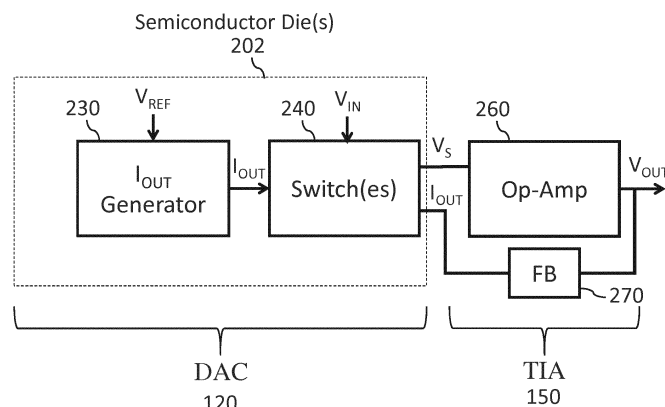 Semiconductor Die(s)
202
230
V_REF
240
V_IN
260
I_OUT
Generator
I_OUT
Switch(es)
V_S
I_OUT
Op-Amp
V_OUT
FB
270
DAC
120
TIA
150